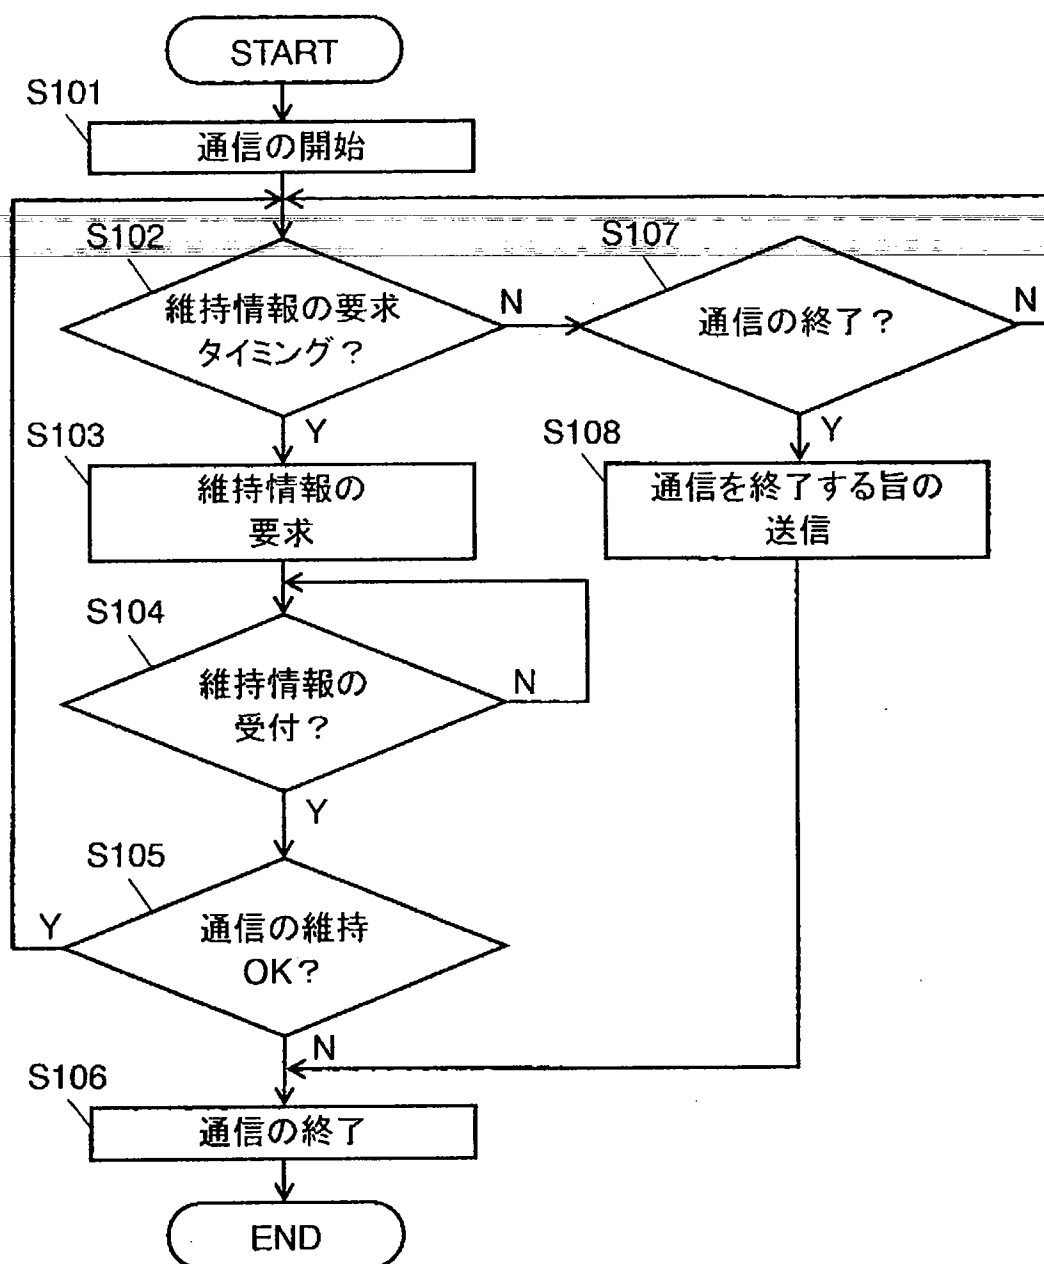 START
S101
通信の開始
S102
維持情報の要求
タイミング？
N
Y
S107
通信の終了？
N
Y
S103
維持情報の
要求
S108
通信を終了する旨の
送信
S104
維持情報の
受付？
N
Y
S105
通信の維持
OK？
Y
N
S106
通信の終了
END